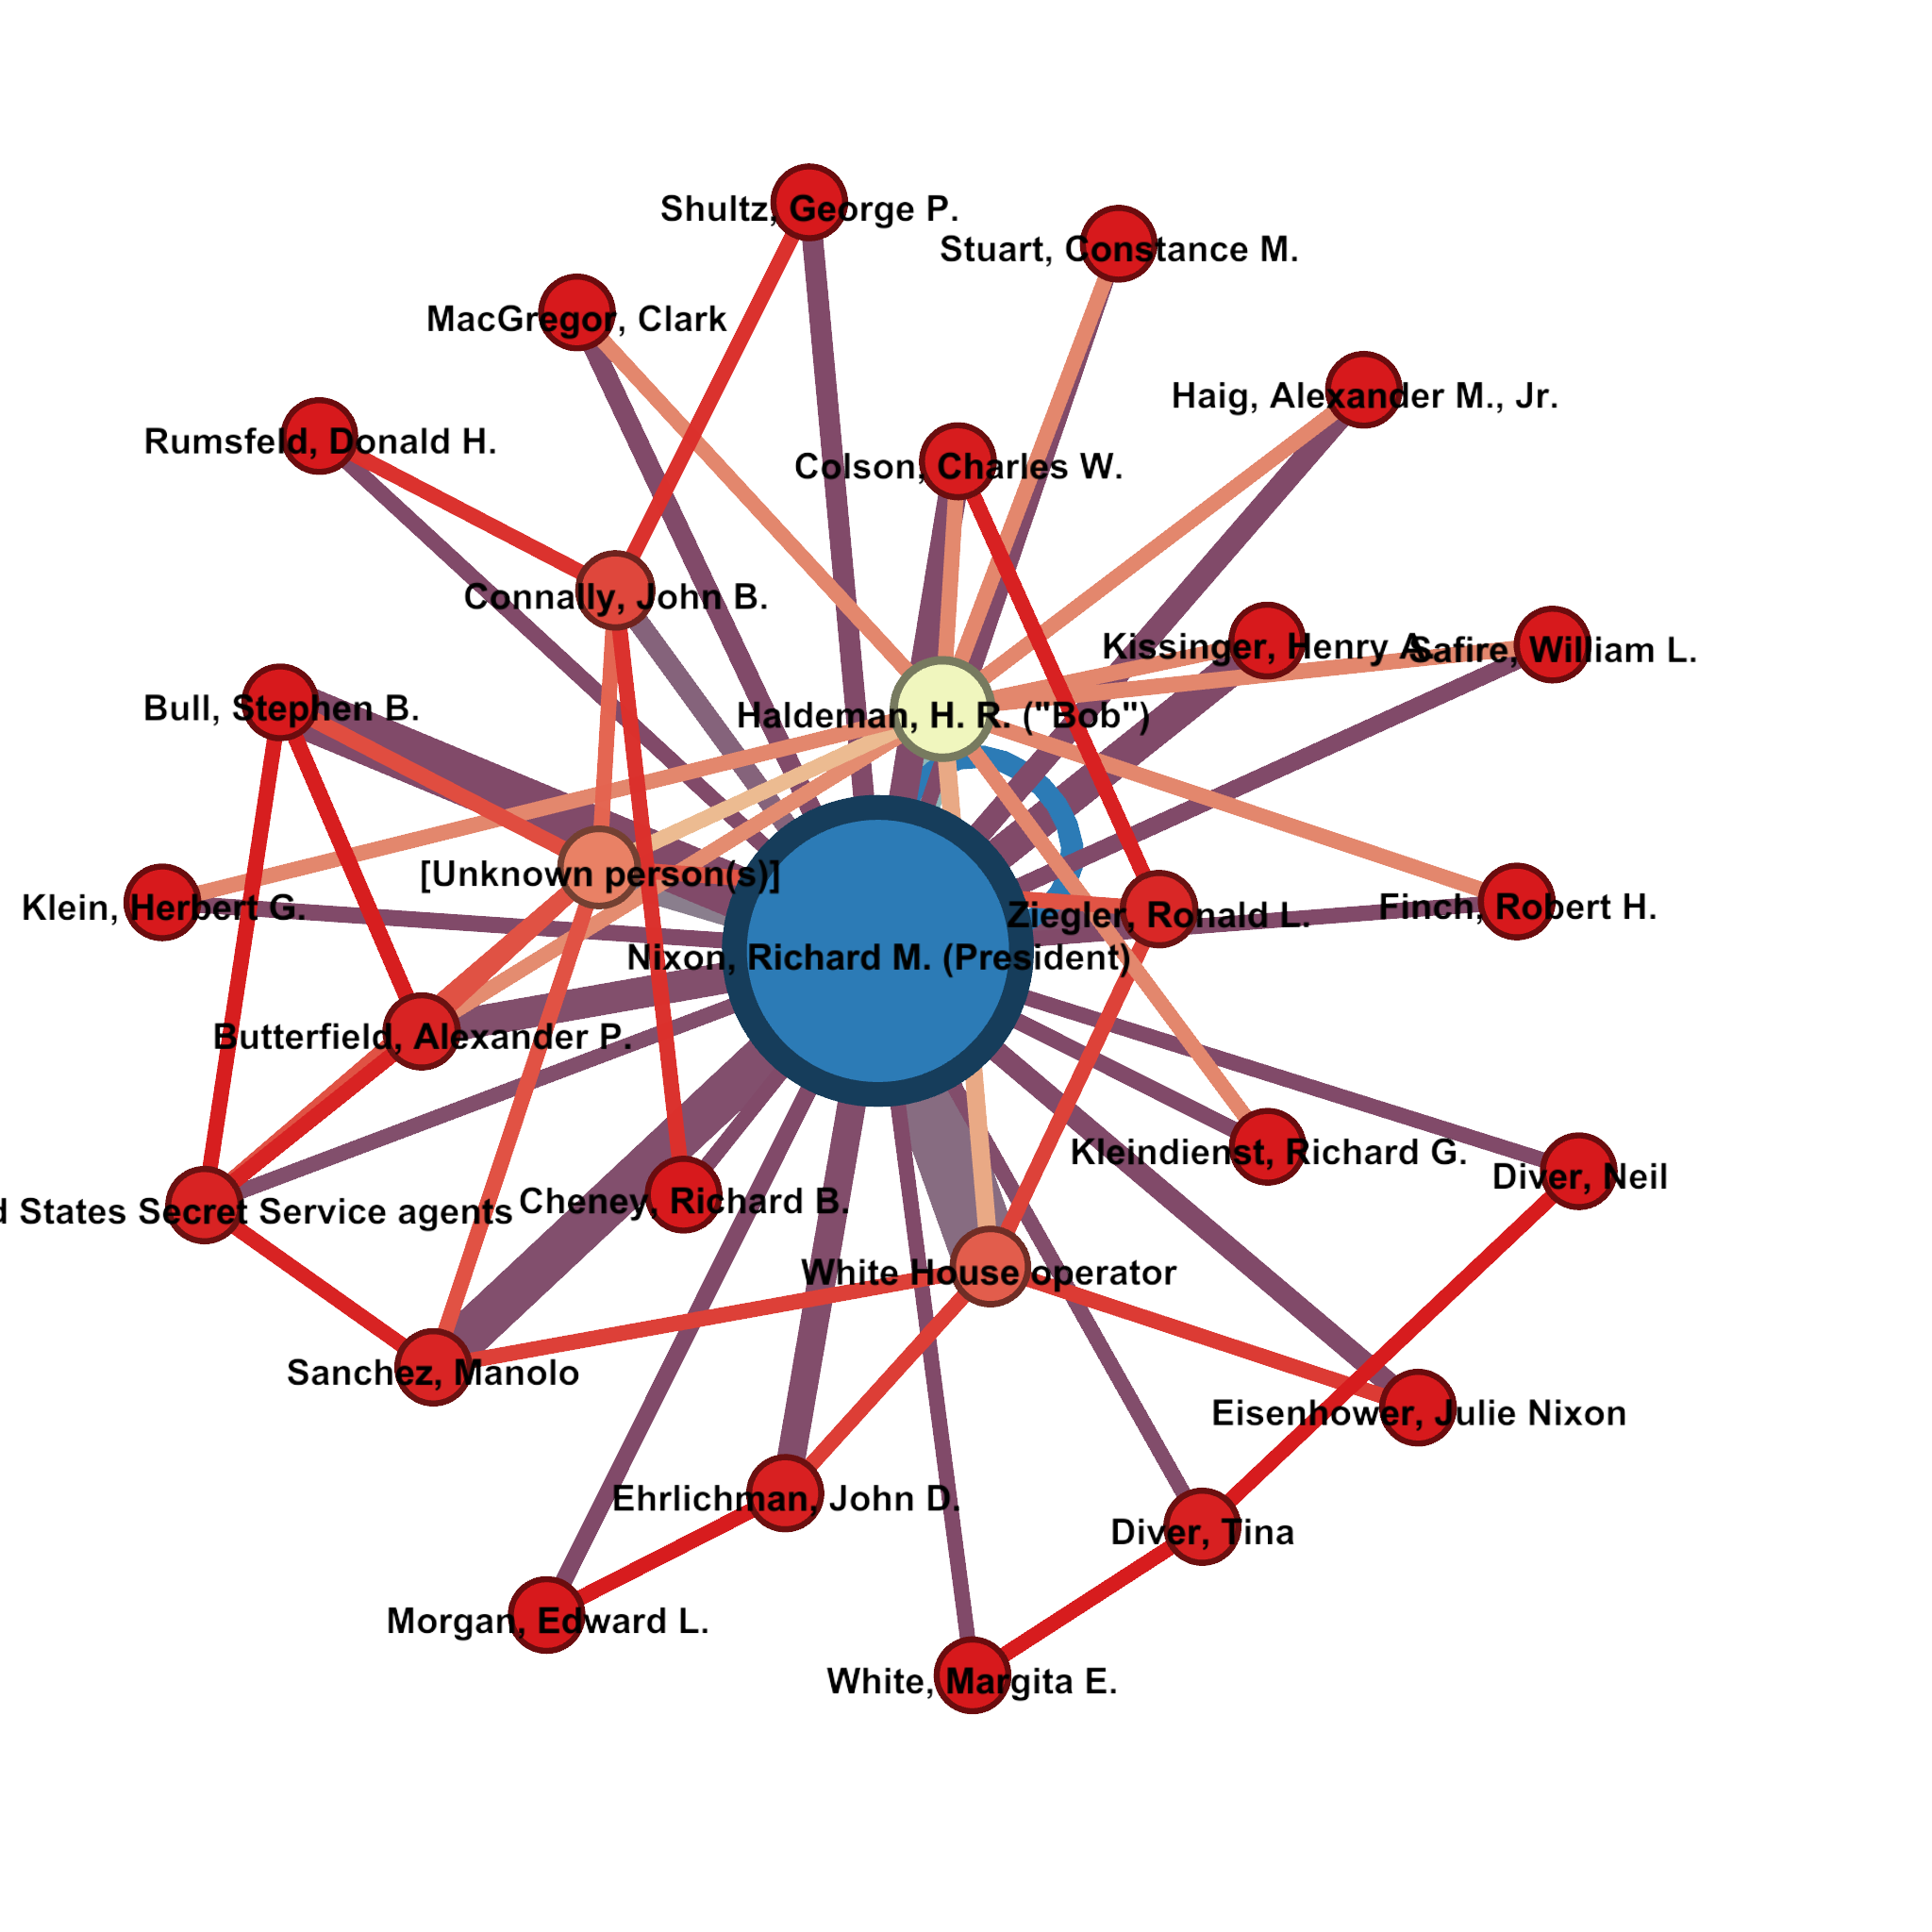 Shultz, George P.
Stuart, Constance M.
MacGregor, Clark
Haig, Alexander M., Jr.
Rumsfeld, Donald H.
Colson, Charles W.
Connally, John B.
Kissinger, Henry A.
Safire, William L.
Bull, Stephen B.
Haldeman, H. R. ("Bob")
[Unknown person(s)]
Klein, Herbert G.
Ziegler, Ronald L.
Finch, Robert H.
Nixon, Richard M. (President)
Butterfield, Alexander P.
Kleindienst, Richard G.
Diver, Neil
d States Secret Service agents
Cheney, Richard B.
White House operator
Sanchez, Manolo
Eisenhower, Julie Nixon
Ehrlichman, John D.
Diver, Tina
Morgan, Edward L.
White, Margita E.